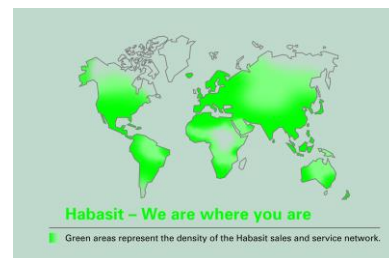 Habasit – We are where you are
Green areas represent the density of the Habasit sales and service network.